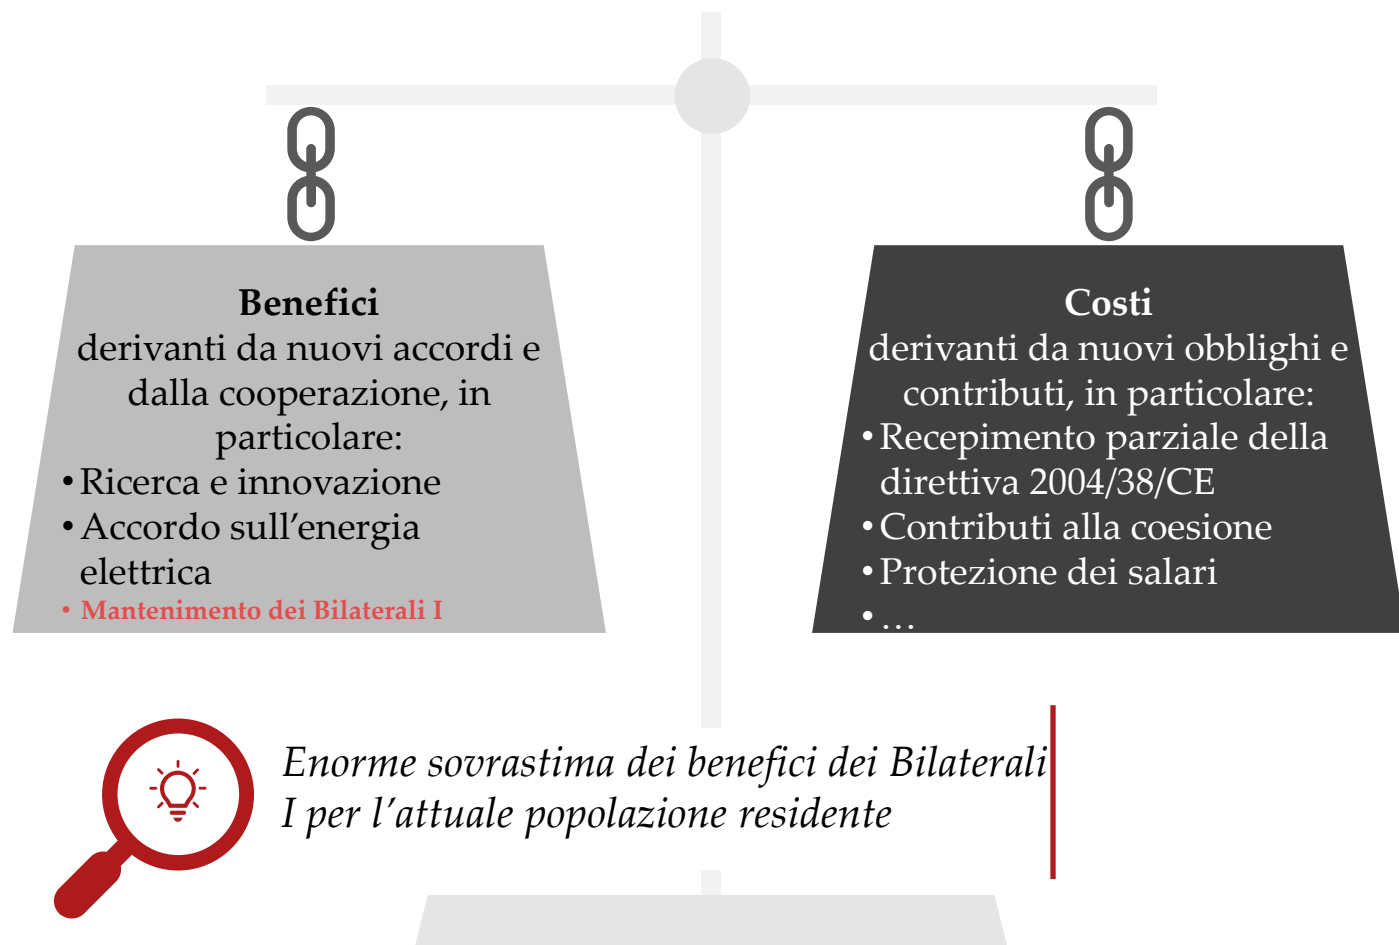 Benefici
derivanti da nuovi accordi e
dalla cooperazione, in
particolare:
• Ricerca e innovazione
• Accordo sull’energia
elettrica
• Mantenimento dei Bilaterali I
Costi
derivanti da nuovi obblighi e
contributi, in particolare:
• Recepimento parziale della
direttiva 2004/38/CE
• Contributi alla coesione
• Protezione dei salari
• …
Enorme sovrastima dei benefici dei Bilaterali
I per l’attuale popolazione residente